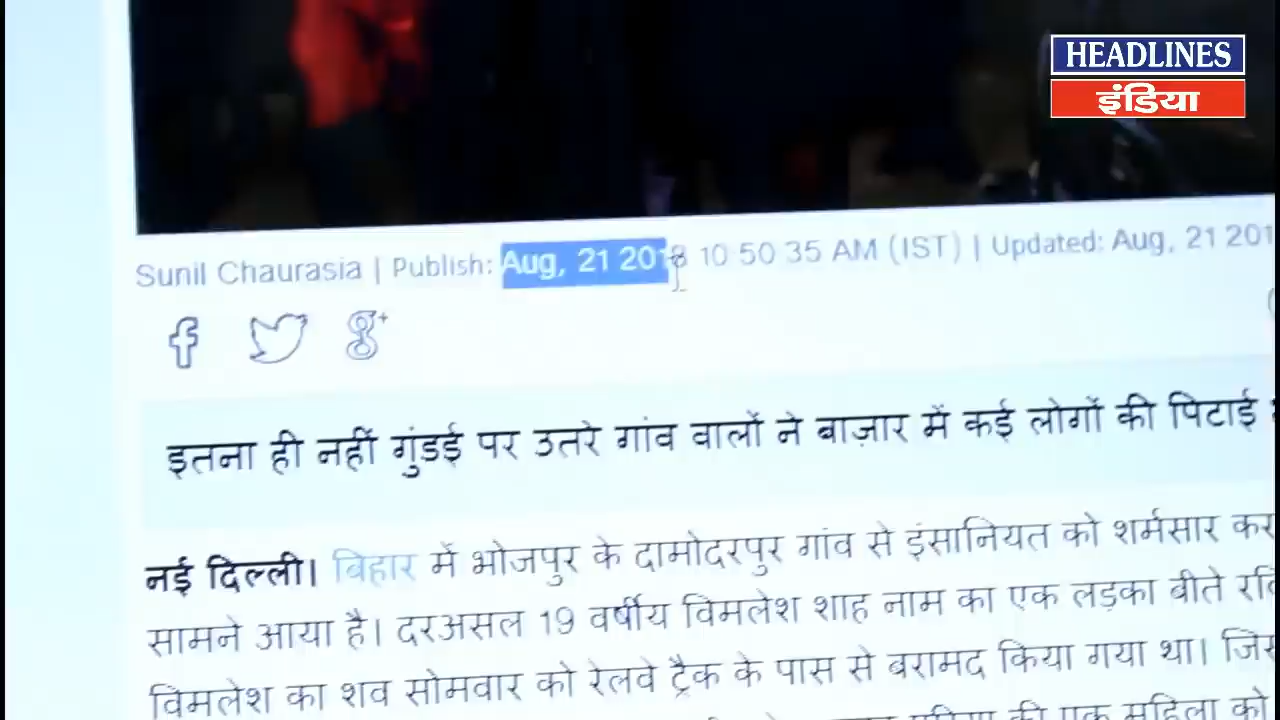 HEADLINES
इंडिया
Sunil Chaurasia | Publish: Aug, 21 2018 10:50:35 AM (IST) | Updated: Aug, 21 201
इतना ही नहीं गुंडई पर उतरे गांव वालों ने बाज़ार में कई लोगों की पिटाई
नई दिल्ली। बिहार में भोजपुर के दामोदरपुर गांव से इंसानियत को शर्मसार कर
सामने आया है। दरअसल 19 वर्षीय विमलेश शाह नाम का एक लड़का बीते
विमलेश का शव सोमवार को रेलवे ट्रैक के पास से बरामद किया गया था।
की एक महिला को